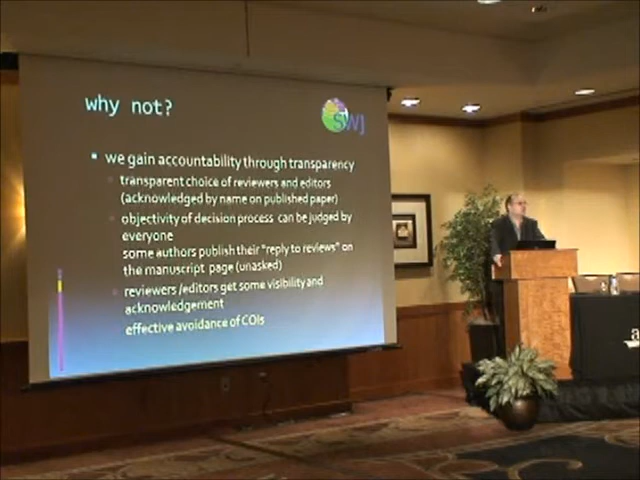 why not?
SWJ
we gain accountability through transparency
transparent choice of reviewers and editors
(acknowledged by name on published paper)
objectivity of decision process can be judged by
everyone
some authors publish their "reply to reviews" on
the manuscript page (unasked)
reviewers /editors get some visibility and
acknowledgement
effective avoidance of COIs
a